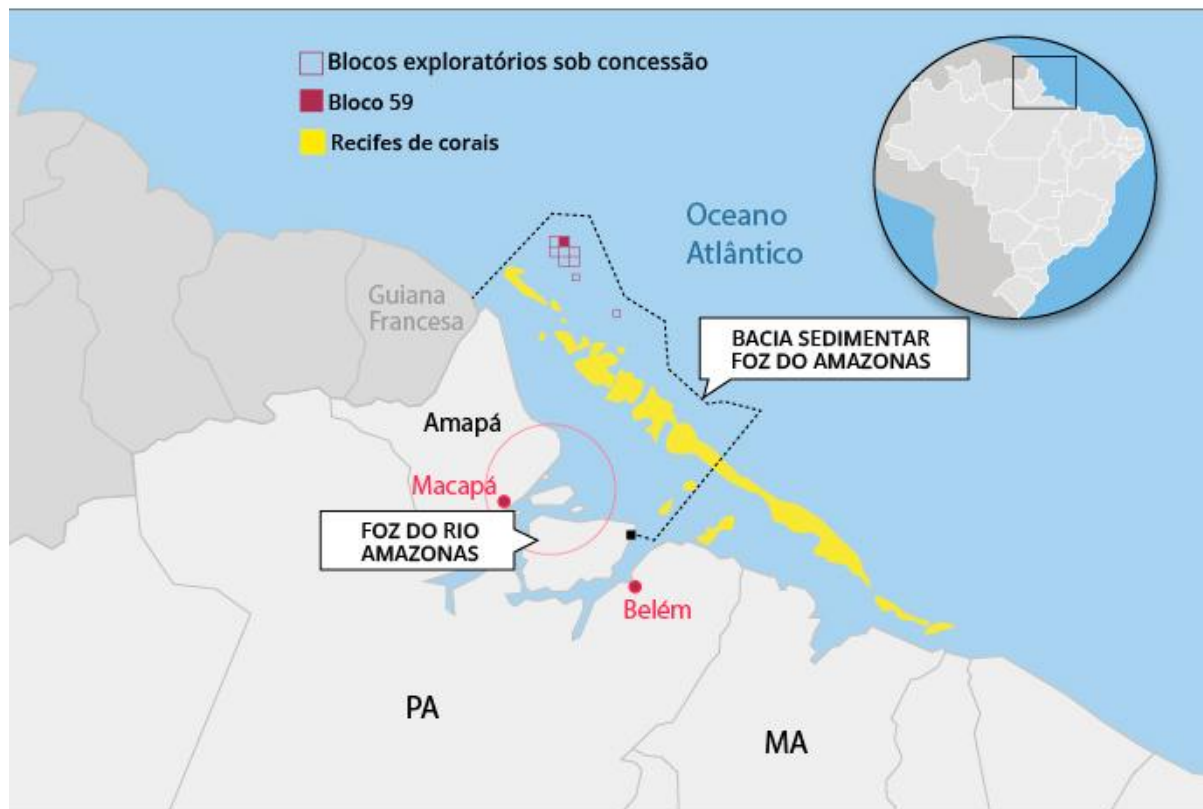 Blocos exploratórios sob concessão
Bloco 59
Recifes de corais
Oceano
Atlântico
Guiana
Francesa
BACIA SEDIMENTAR
FOZ DO AMAZONAS
Amapá
Macapá
FOZ DO RIO
AMAZONAS
Belém
PA
MA